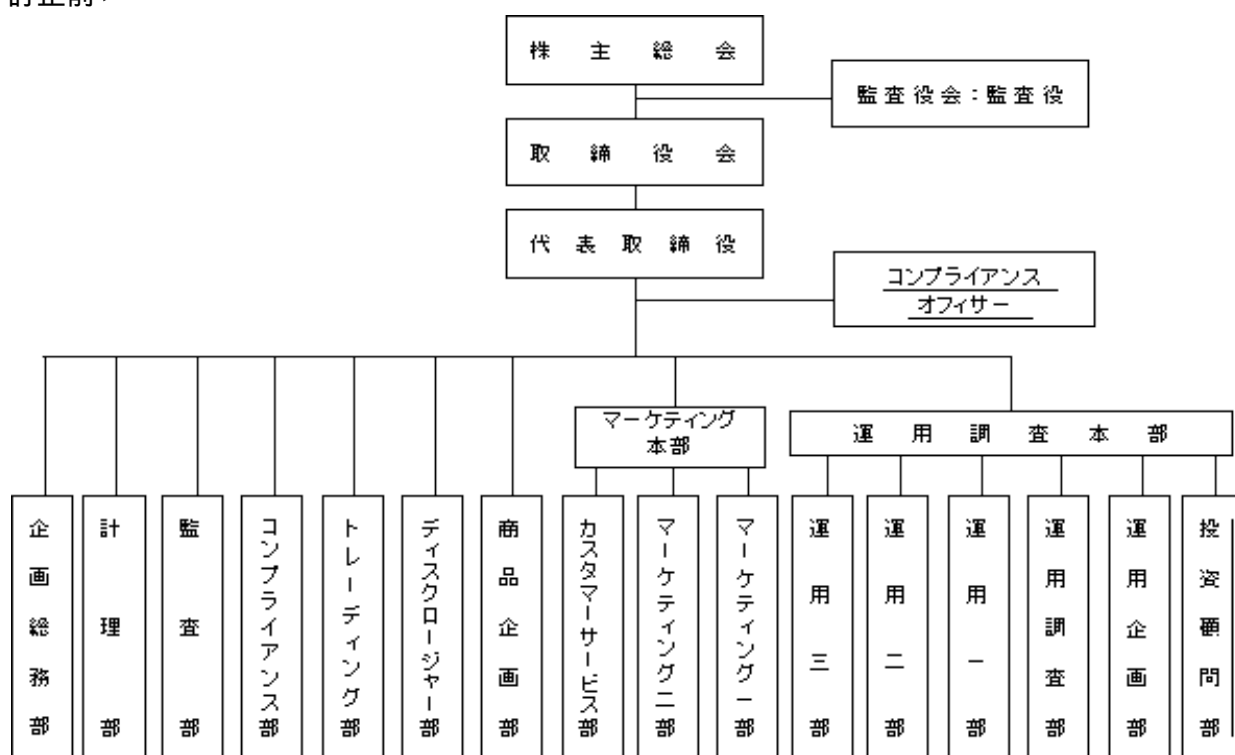 株主総会
監査役会:監査役
取締役会
代表取締役
コンプライアンス
オフィサー
マーケティング
本部
運用調査本部
企画総務部
計理部
監査部
コンプライアンス部
トレーディング部
ディスクロージャー部
商品企画部
カスタマーサービス部
マーケティング二部
マーケティング一部
運用三部
運用二部
運用一部
運用調査部
運用企画部
投資顧問部